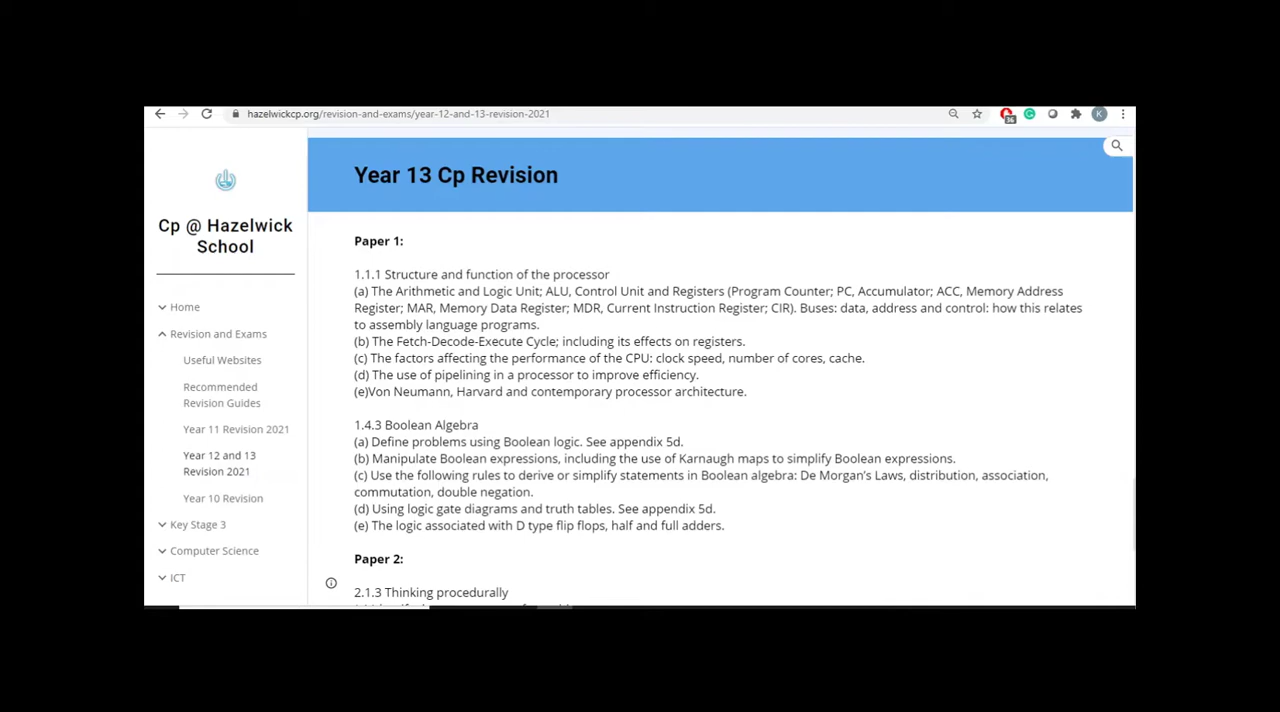 hazelwickcp.org/revision-and-exams/year-12-and-13-revision-2021
36
K
Cp @ Hazelwick
School
Home
Revision and Exams
Useful Websites
Recommended
Revision Guides
Year 11 Revision 2021
Year 12 and 13
Revision 2021
Year 10 Revision
Key Stage 3
Computer Science
ICT
Year 13 Cp Revision
Paper 1:
1.1.1 Structure and function of the processor
(a) The Arithmetic and Logic Unit; ALU, Control Unit and Registers (Program Counter; PC, Accumulator; ACC, Memory Address
Register; MAR, Memory Data Register; MDR, Current Instruction Register; CIR). Buses: data, address and control: how this relates
to assembly language programs.
(b) The Fetch-Decode-Execute Cycle; including its effects on registers.
(c) The factors affecting the performance of the CPU: clock speed, number of cores, cache.
(d) The use of pipelining in a processor to improve efficiency.
(e)Von Neumann, Harvard and contemporary processor architecture.
1.4.3 Boolean Algebra
(a) Define problems using Boolean logic. See appendix 5d.
(b) Manipulate Boolean expressions, including the use of Karnaugh maps to simplify Boolean expressions.
(c) Use the following rules to derive or simplify statements in Boolean algebra: De Morgan’s Laws, distribution, association,
commutation, double negation.
(d) Using logic gate diagrams and truth tables. See appendix 5d.
(e) The logic associated with D type flip flops, half and full adders.
Paper 2:
2.1.3 Thinking procedurally